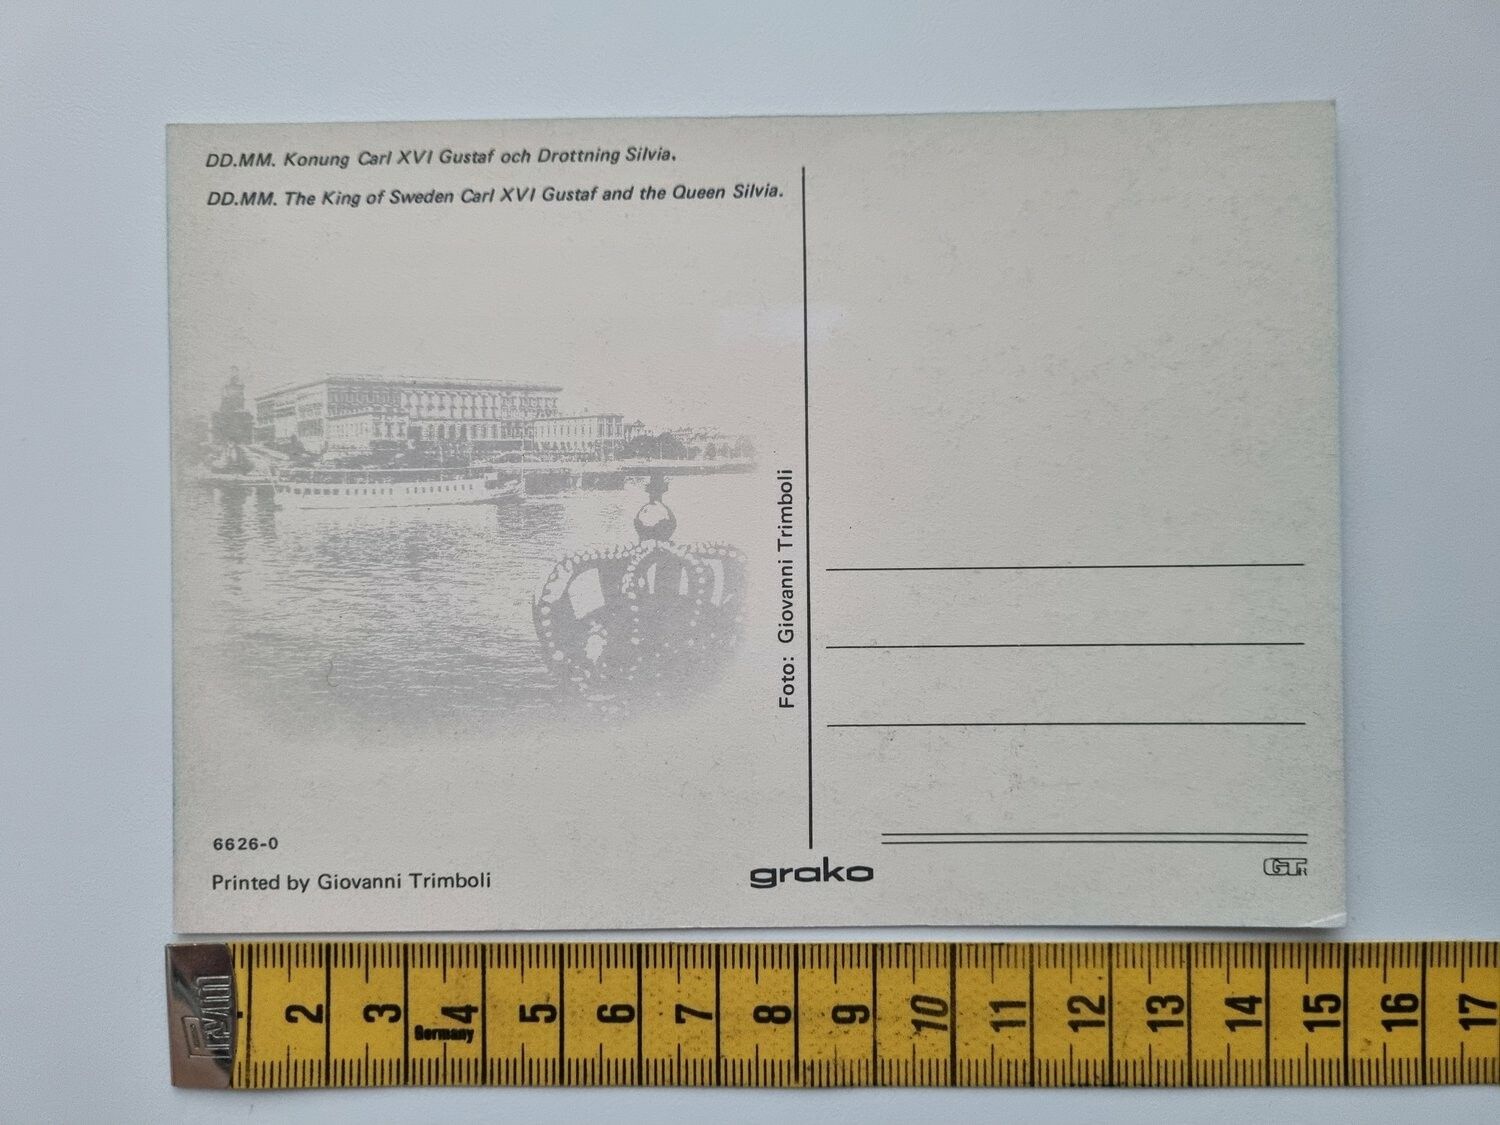 DD.MM. Konung Carl XVI Gustaf och Drottning Silvia.
DD.MM. The King of Sweden Carl XVI Gustaf and the Queen Silvia.
Foto: Giovanni Trimboli
6626-0
Printed by Giovanni Trimboli
grako
GT
Prym
2 3 4 5 6 7 8 9 10 11 12 13 14 15 16 17
Germany